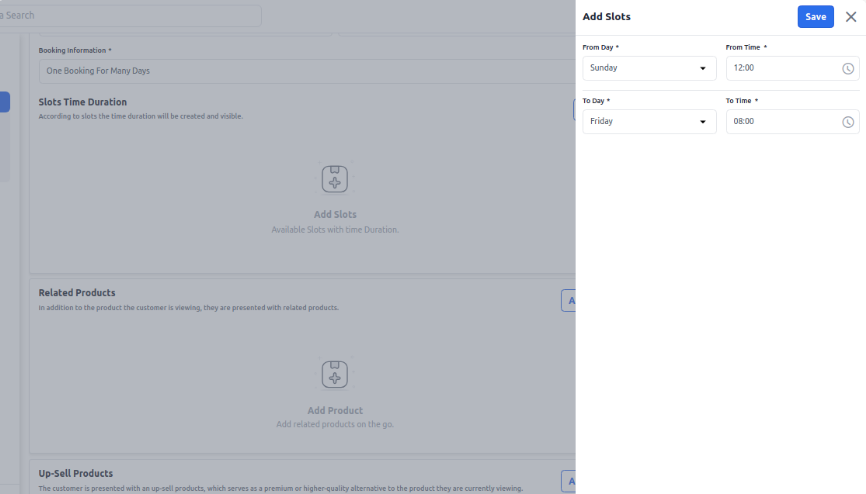 Search
Booking Information *
One Booking For Many Days
Slots Time Duration
According to slots the time duration will be created and visible.
Add Slots
Available Slots with time Duration.
Related Products
In addition to the product the customer is viewing, they are presented with related products.
Add Product
Add related products on the go.
Up-Sell Products
The customer is presented with an up-sell products, which serves as a premium or higher-quality alternative to the product they are currently viewing.
Add Slots
Save
From Day *
From Time *
Sunday
12:00
To Day *
To Time *
Friday
08:00